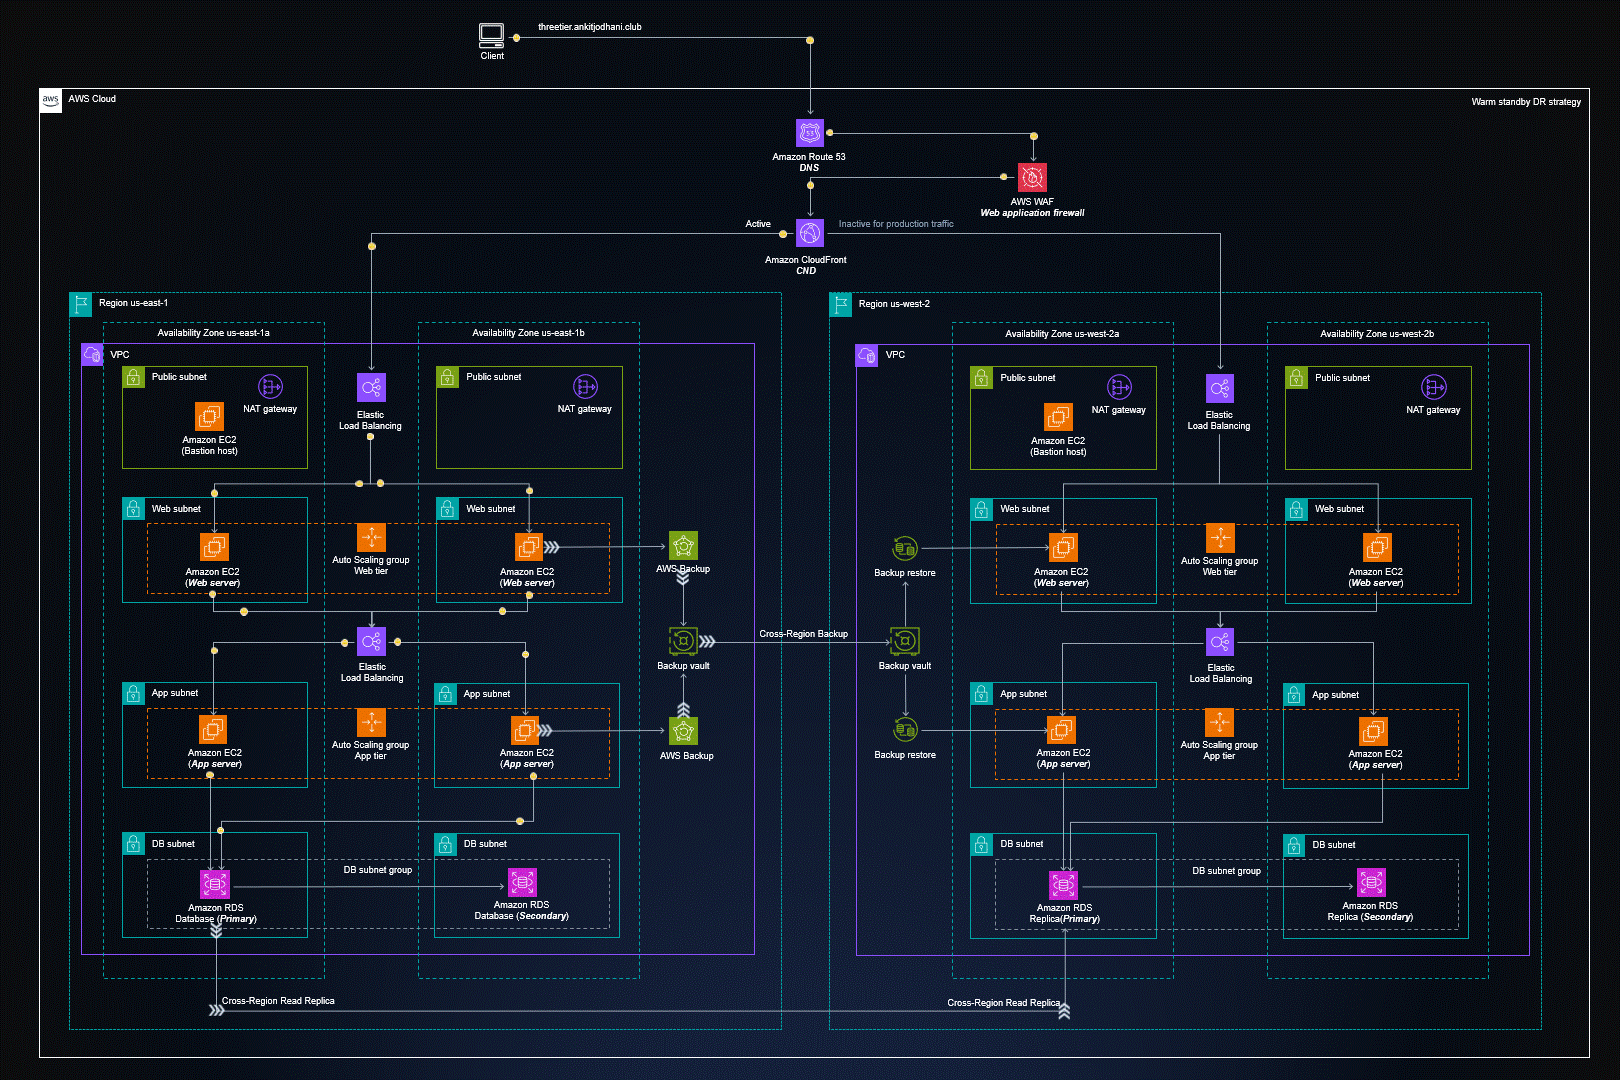 threetier.ankitjodhani.club
Client
aws
AWS Cloud
Warm standby DR strategy
53
Amazon Route 53
DNS
AWS WAF
Web application firewall
Active
Inactive for production traffic
Amazon CloudFront
CND
Region us-east-1
Availability Zone us-east-1a
Availability Zone us-east-1b
VPC
Public subnet
NAT gateway
Amazon EC2
(Bastion host)
Elastic
Load Balancing
Public subnet
NAT gateway
Web subnet
Amazon EC2
(Web server)
Auto Scaling group
Web tier
Web subnet
Amazon EC2
(Web server)
AWS Backup
Elastic
Load Balancing
Backup vault
Cross-Region Backup
App subnet
Amazon EC2
(App server)
Auto Scaling group
App tier
App subnet
Amazon EC2
(App server)
AWS Backup
DB subnet
Amazon RDS
Database (Primary)
DB subnet group
DB subnet
Amazon RDS
Database (Secondary)
Cross-Region Read Replica
Region us-west-2
Availability Zone us-west-2a
Availability Zone us-west-2b
VPC
Public subnet
NAT gateway
Amazon EC2
(Bastion host)
Elastic
Load Balancing
Public subnet
NAT gateway
Backup restore
Web subnet
Amazon EC2
(Web server)
Auto Scaling group
Web tier
Web subnet
Amazon EC2
(Web server)
Backup vault
Elastic
Load Balancing
Backup restore
App subnet
Amazon EC2
(App server)
Auto Scaling group
App tier
App subnet
Amazon EC2
(App server)
DB subnet
Amazon RDS
Replica(Primary)
DB subnet group
DB subnet
Amazon RDS
Replica (Secondary)
Cross-Region Read Replica